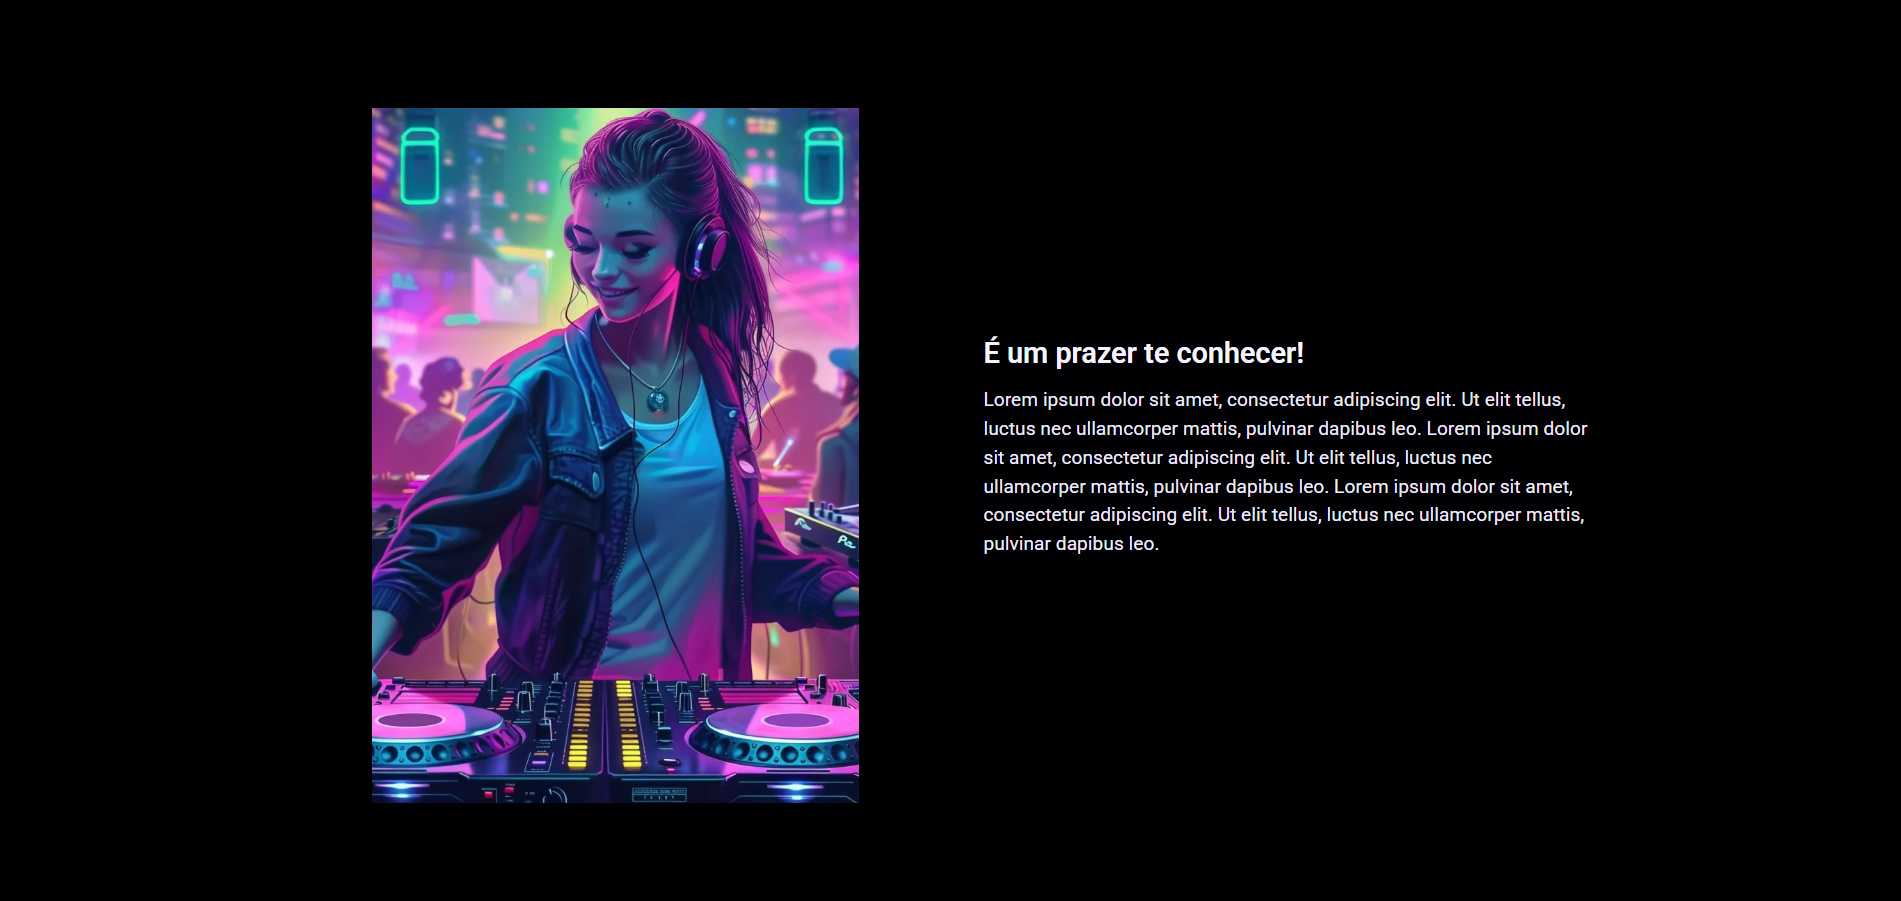 É um prazer te conhecer!
Lorem ipsum dolor sit amet, consectetur adipiscing elit. Ut elit tellus,
luctus nec ullamcorper mattis, pulvinar dapibus leo. Lorem ipsum dolor
sit amet, consectetur adipiscing elit. Ut elit tellus, luctus nec
ullamcorper mattis, pulvinar dapibus leo. Lorem ipsum dolor sit amet,
consectetur adipiscing elit. Ut elit tellus, luctus nec ullamcorper mattis,
pulvinar dapibus leo.